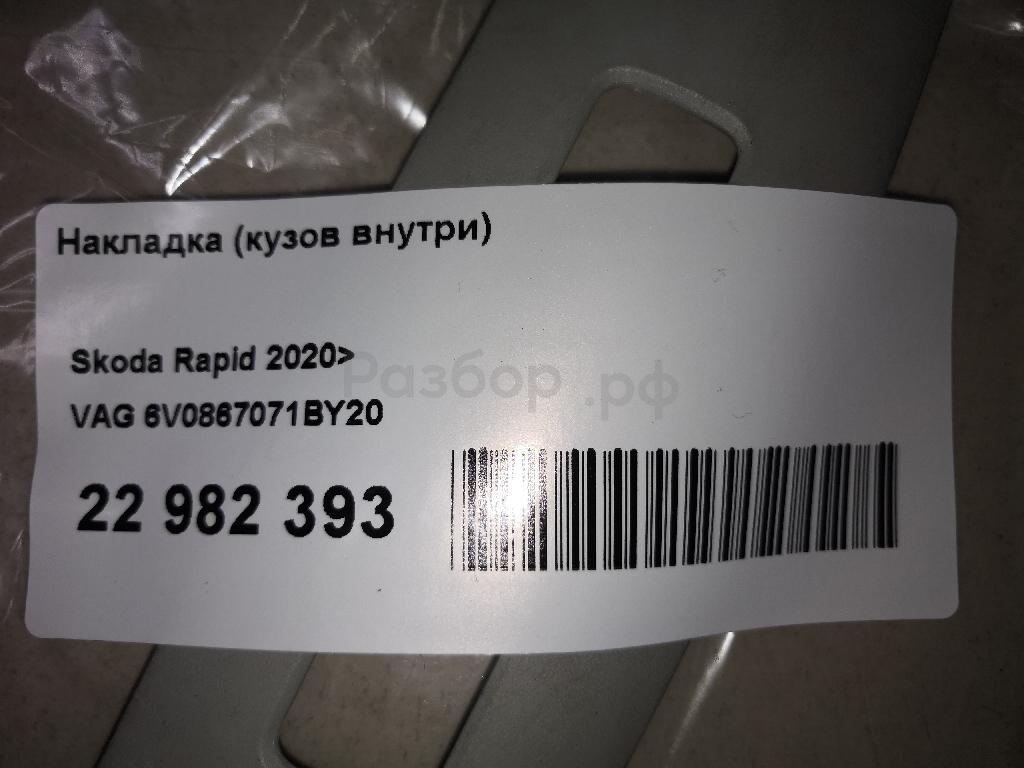 Накладка (кузов внутри)
Skoda Rapid 2020>
Разбор.рф
VAG 6V0867071BY20
22 982 393